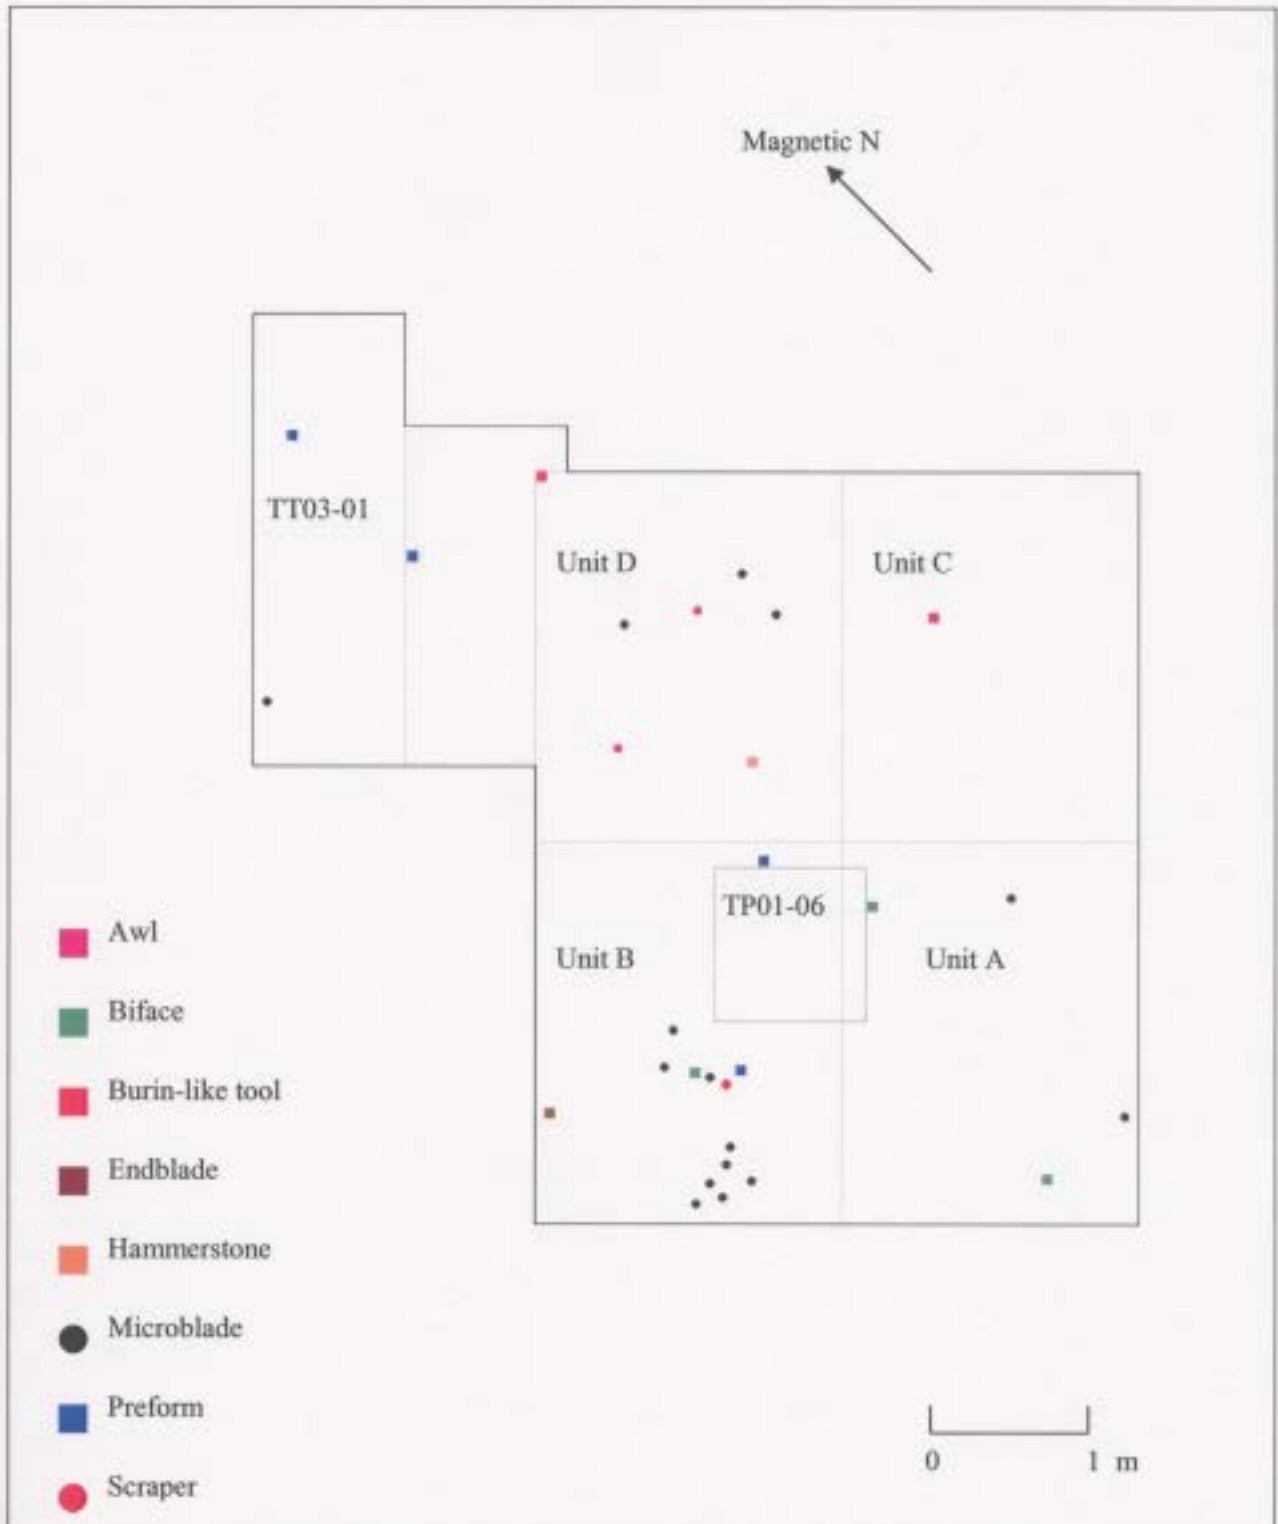 Magnetic N
TT03-01
Unit D
Unit C
TP01-06
Unit B
Unit A
Awl
Biface
Burin-like tool
Endblade
Hammerstone
Microblade
Preform
Scraper
0 1 m